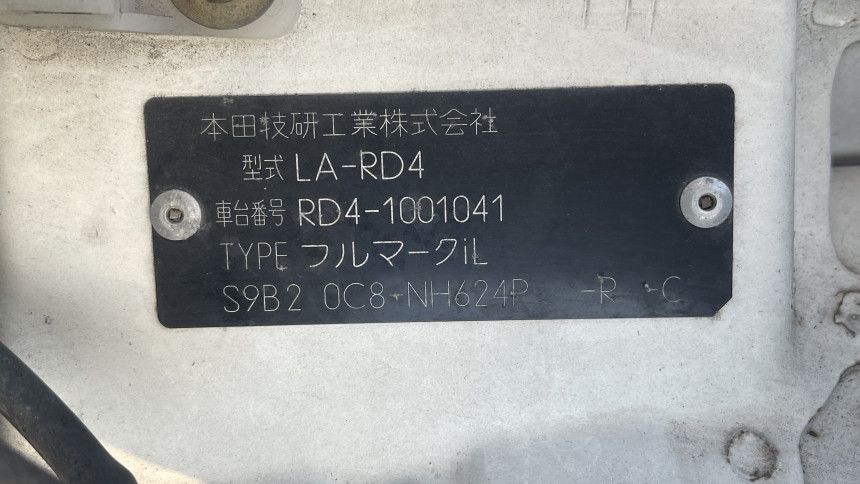 本田技研工業株式会社
型式 LA-RD4
車台番号 RD4-1001041
TYPE フルマークiL
S9B2 0C8-NH624P -R -C